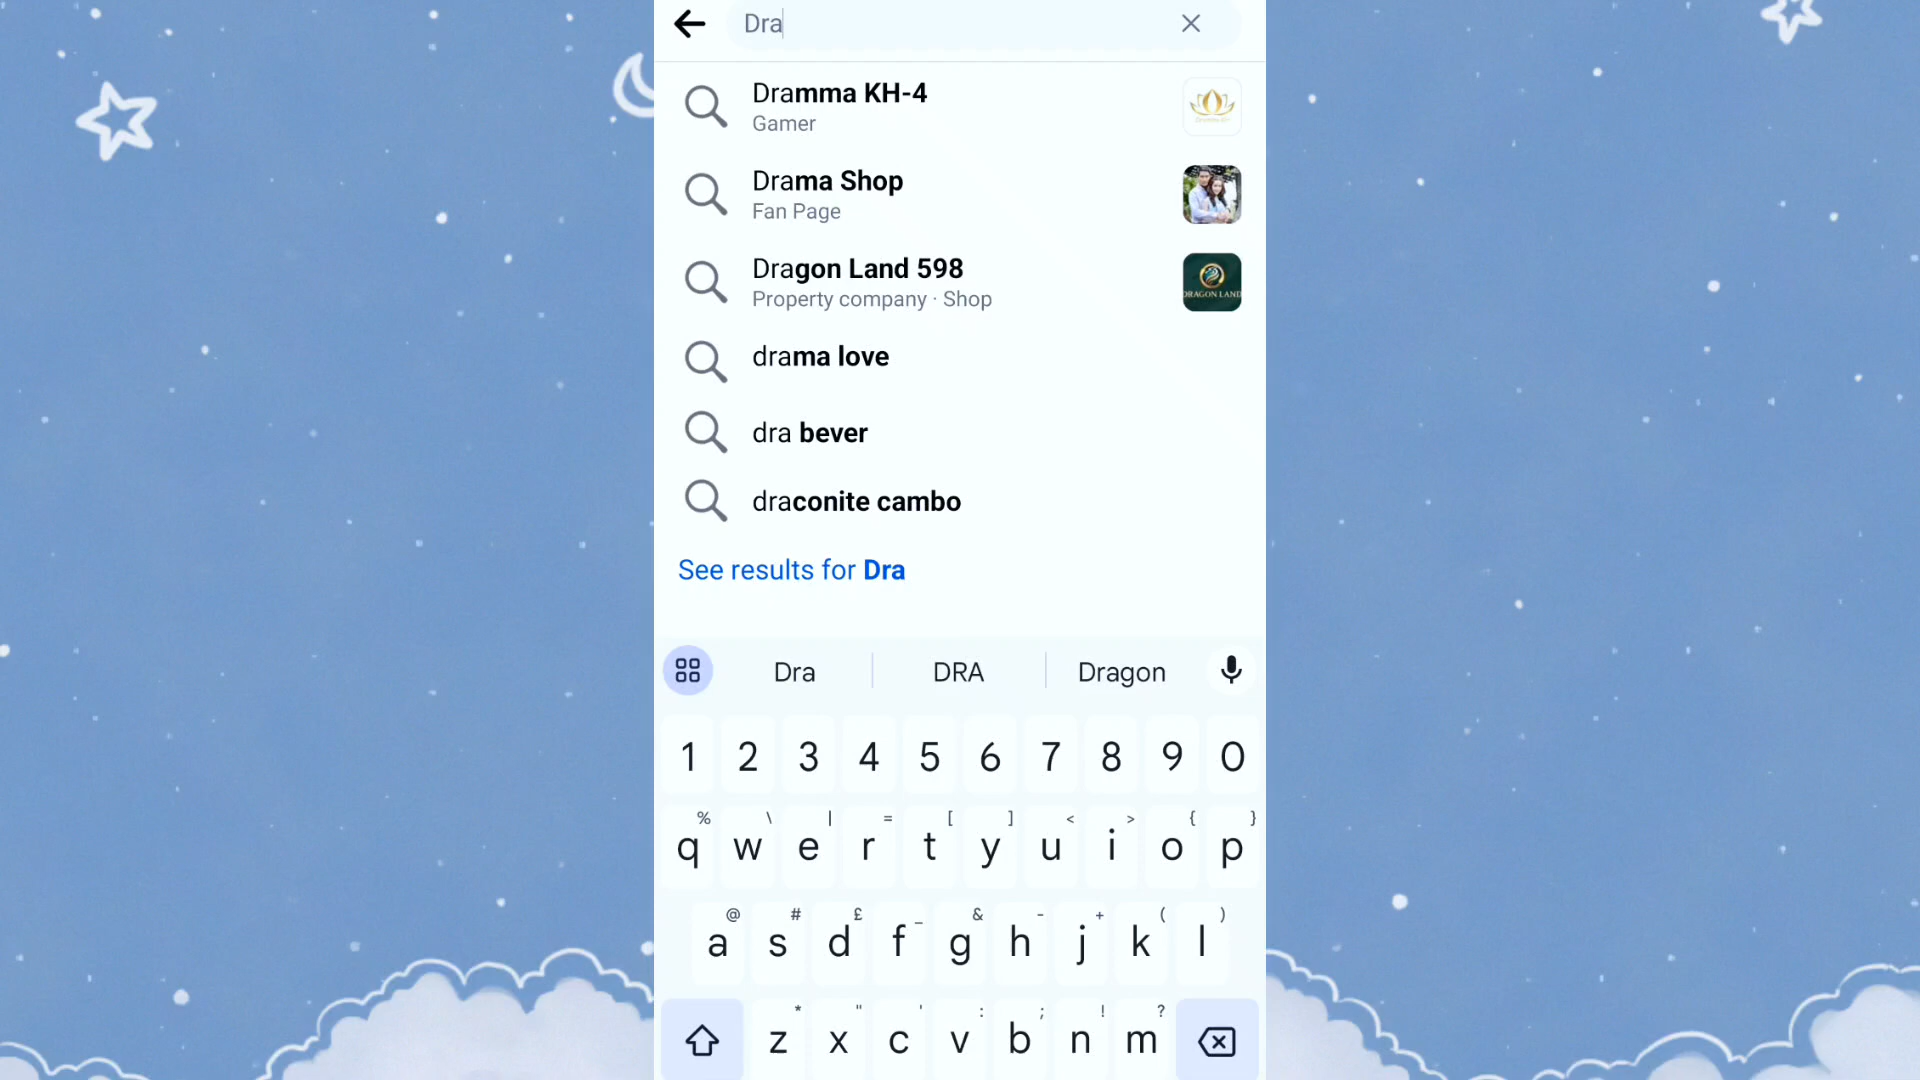 Dra
Dramma KH-4
Gamer
Drama Shop
Fan Page
Dragon Land 598
Property company · Shop
DRAGON LAND
drama love
dra bever
draconite cambo
See results for Dra
Dra DRA Dragon
1 2 3 4 5 6 7 8 9 0
% \ | = [ ] < > { }
q w e r t y u i o p
@ # £ _ & - + ( )
a s d f g h j k l
* " ' : ; ! ?
z x c v b n m